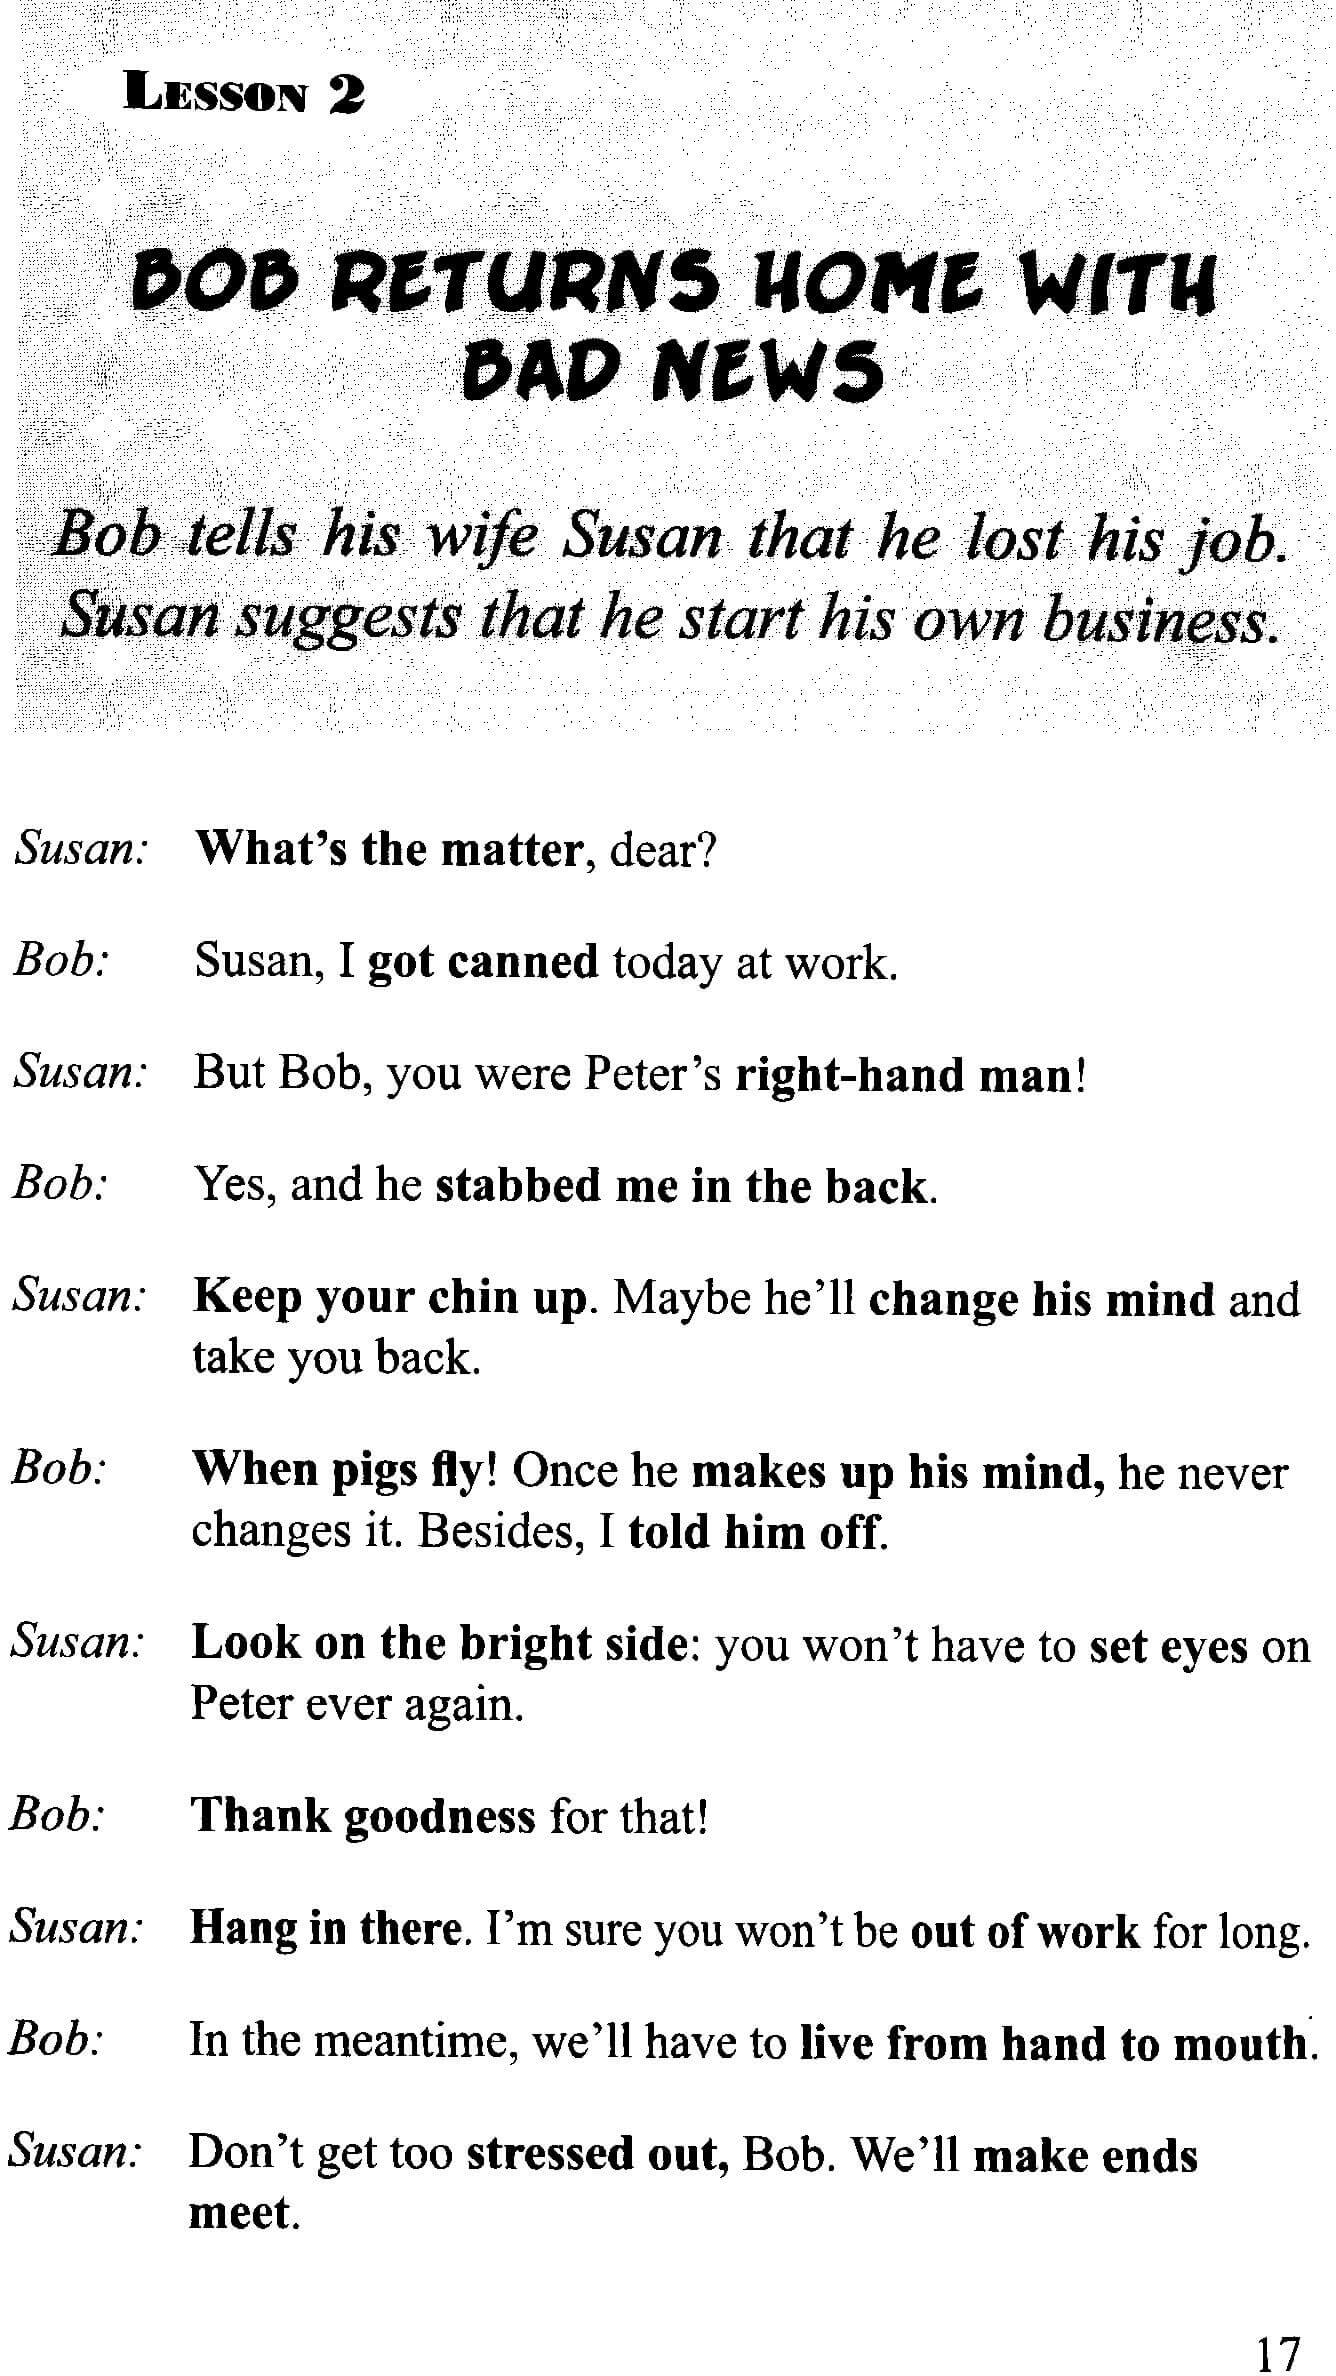 LESSON 2
BOB RETURNS HOME WITH
BAD NEWS
Bob tells his wife Susan that he lost his job.
Susan suggests that he start his own business.
Susan: What's the matter, dear?
Bob: Susan, I got canned today at work.
Susan: But Bob, you were Peter's right-hand man!
Bob: Yes, and he stabbed me in the back.
Susan: Keep your chin up. Maybe he'll change his mind and
take you back.
Bob: When pigs fly! Once he makes up his mind, he never
changes it. Besides, I told him off.
Susan: Look on the bright side: you won't have to set eyes on
Peter ever again.
Bob: Thank goodness for that!
Susan: Hang in there. I'm sure you won't be out of work for long.
Bob: In the meantime, we'll have to live from hand to mouth.
Susan: Don't get too stressed out, Bob. We'll make ends
meet.
17